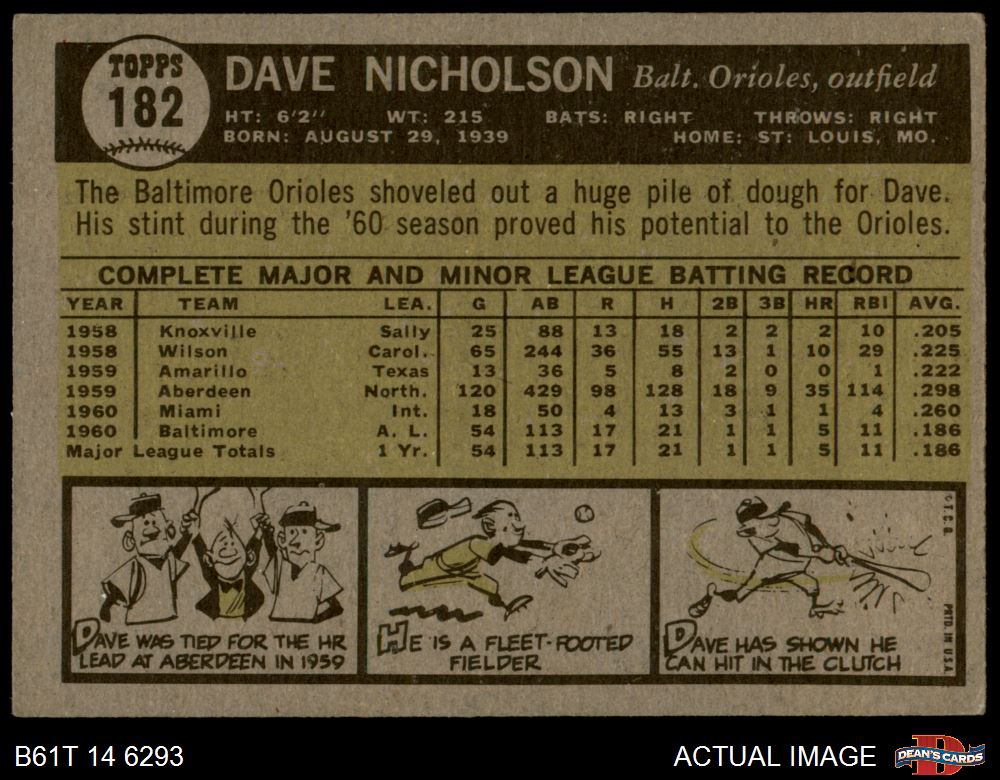 TOPPS
182
DAVE NICHOLSON Balt. Orioles, outfield
HT: 6'2" WT: 215 BATS: RIGHT THROWS: RIGHT
BORN: AUGUST 29, 1939 HOME: ST: LOUIS, MO.
The Baltimore Orioles shoveled out a huge pile of dough for Dave.
His stint during the '60 season proved his potential to the Orioles.
COMPLETE MAJOR AND MINOR LEAGUE BATTING RECORD
YEAR TEAM LEA. G AB R H 2B 3B HR RBI AVG.
1958 Knoxville Sally 25 88 13 18 2 2 2 10 .205
1958 Wilson Carol. 65 244 36 55 13 1 10 29 .225
1959 Amarillo Texas 13 36 5 8 2 0 0 1 .222
1959 Aberdeen North. 120 429 98 128 18 9 35 114 .298
1960 Miami Int. 18 50 4 13 3 1 1 4 .260
1960 Baltimore A. L. 54 113 17 21 1 1 5 11 .186
Major League Totals 1 Yr. 54 113 17 21 1 1 5 11 .186
DAVE WAS TIED FOR THE HR
LEAD AT ABERDEEN IN 1959
HE IS A FLEET-FOOTED
FIELDER
DAVE HAS SHOWN HE
CAN HIT IN THE CLUTCH
© T. C. G.
PRTD. IN U.S.A.
B61T 14 6293
ACTUAL IMAGE
D
DEAN'S CARDS